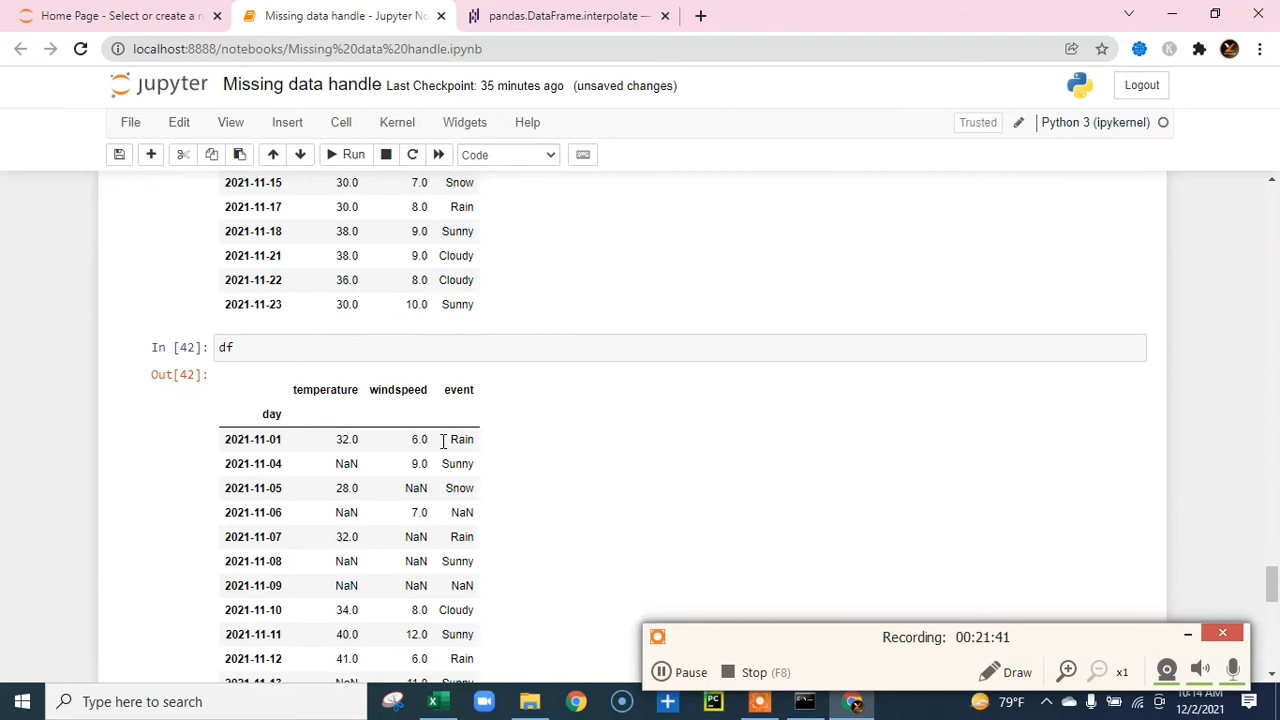 Home Page - Select or create a n
Missing data handle - Jupyter No
pandas.DataFrame.interpolate —
localhost:8888/notebooks/Missing%20data%20handle.ipynb
K
jupyter Missing data handle Last Checkpoint: 35 minutes ago (unsaved changes)
Logout
File Edit View Insert Cell Kernel Widgets Help
Trusted
Python 3 (ipykernel)
Run
Code
2021-11-15 30.0 7.0 Snow
2021-11-17 30.0 8.0 Rain
2021-11-18 38.0 9.0 Sunny
2021-11-21 38.0 9.0 Cloudy
2021-11-22 36.0 8.0 Cloudy
2021-11-23 30.0 10.0 Sunny
In [42]: df
Out[42]:
temperature windspeed event
day
2021-11-01 32.0 6.0 Rain
2021-11-04 NaN 9.0 Sunny
2021-11-05 28.0 NaN Snow
2021-11-06 NaN 7.0 NaN
2021-11-07 32.0 NaN Rain
2021-11-08 NaN NaN Sunny
2021-11-09 NaN NaN NaN
2021-11-10 34.0 8.0 Cloudy
2021-11-11 40.0 12.0 Sunny
2021-11-12 41.0 6.0 Rain
2021-11-13 NaN 11.0 Sunny
Recording: 00:21:41
Pause Stop (F8) Draw x1
Type here to search
PC
79°F
10:14 AM
12/2/2021